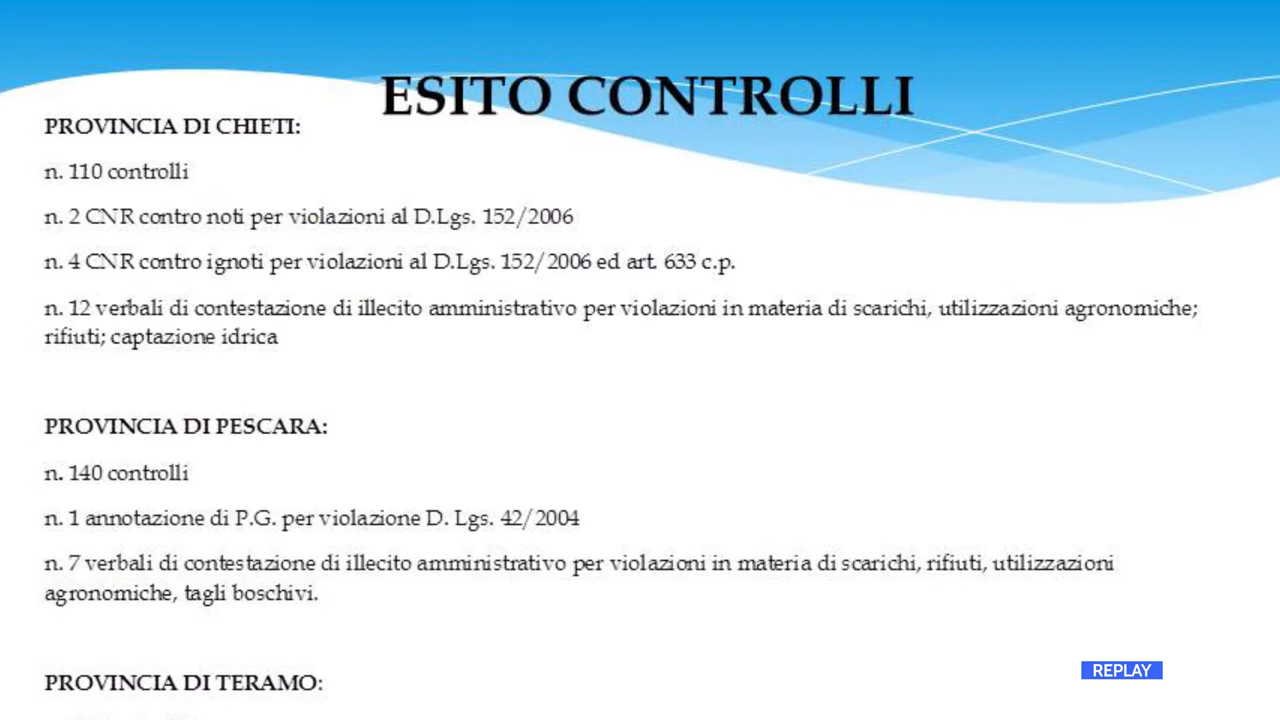 ESITO CONTROLLI
PROVINCIA DI CHIETI:
n. 110 controlli
n. 2 CNR contro noti per violazioni al D.Lgs. 152/2006
n. 4 CNR contro ignoti per violazioni al D.Lgs. 152/2006 ed art. 633 c.p.
n. 12 verbali di contestazione di illecito amministrativo per violazioni in materia di scarichi, utilizzazioni agronomiche;
rifiuti; captazione idrica
PROVINCIA DI PESCARA:
n. 140 controlli
n. 1 annotazione di P.G. per violazione D. Lgs. 42/2004
n. 7 verbali di contestazione di illecito amministrativo per violazioni in materia di scarichi, rifiuti, utilizzazioni
agronomiche, tagli boschivi.
REPLAY
PROVINCIA DI TERAMO: